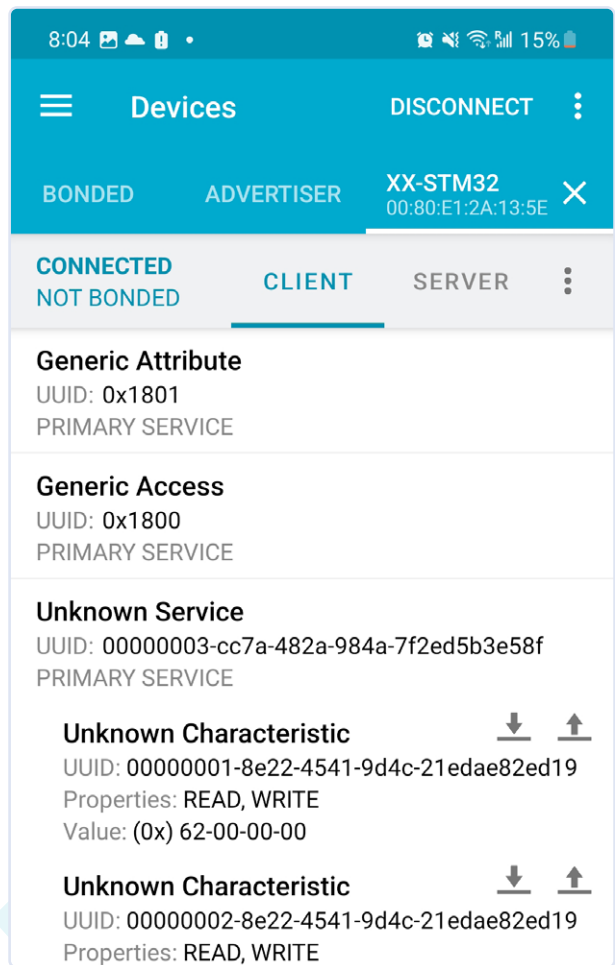 8:04 15%
Devices DISCONNECT
BONDED ADVERTISER XX-STM32
00:80:E1:2A:13:5E
CONNECTED
NOT BONDED
CLIENT SERVER
Generic Attribute
UUID: 0x1801
PRIMARY SERVICE
Generic Access
UUID: 0x1800
PRIMARY SERVICE
Unknown Service
UUID: 00000003-cc7a-482a-984a-7f2ed5b3e58f
PRIMARY SERVICE
Unknown Characteristic
UUID: 00000001-8e22-4541-9d4c-21edae82ed19
Properties: READ, WRITE
Value: (0x) 62-00-00-00
Unknown Characteristic
UUID: 00000002-8e22-4541-9d4c-21edae82ed19
Properties: READ, WRITE